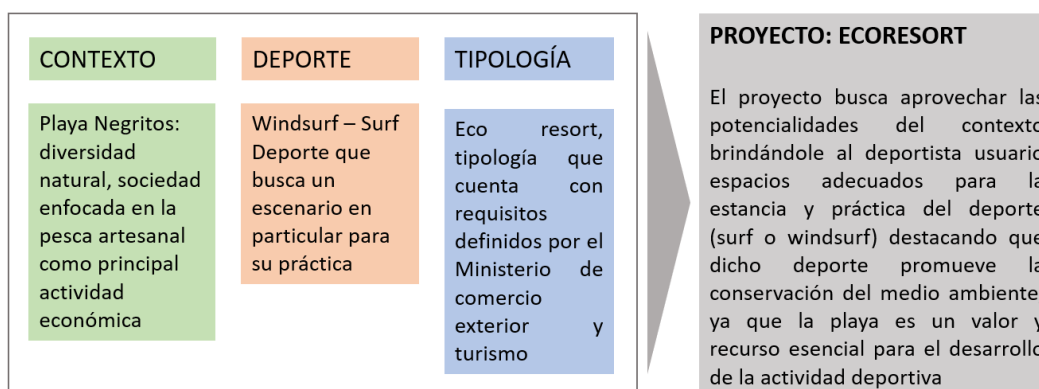 CONTEXTO
Playa Negritos:
diversidad
natural, sociedad
enfocada en la
pesca artesanal
como principal
actividad
económica
DEPORTE
Windsurf – Surf
Deporte que
busca un
escenario en
particular para
su práctica
TIPOLOGÍA
Eco resort,
tipología que
cuenta con
requisitos
definidos por el
Ministerio de
comercio
exterior y
turismo
PROYECTO: ECORESORT
El proyecto busca aprovechar las
potencialidades del contexto
brindándole al deportista usuario
espacios adecuados para la
estancia y práctica del deporte
(surf o windsurf) destacando que
dicho deporte promueve la
conservación del medio ambiente
ya que la playa es un valor y
recurso esencial para el desarrollo
de la actividad deportiva